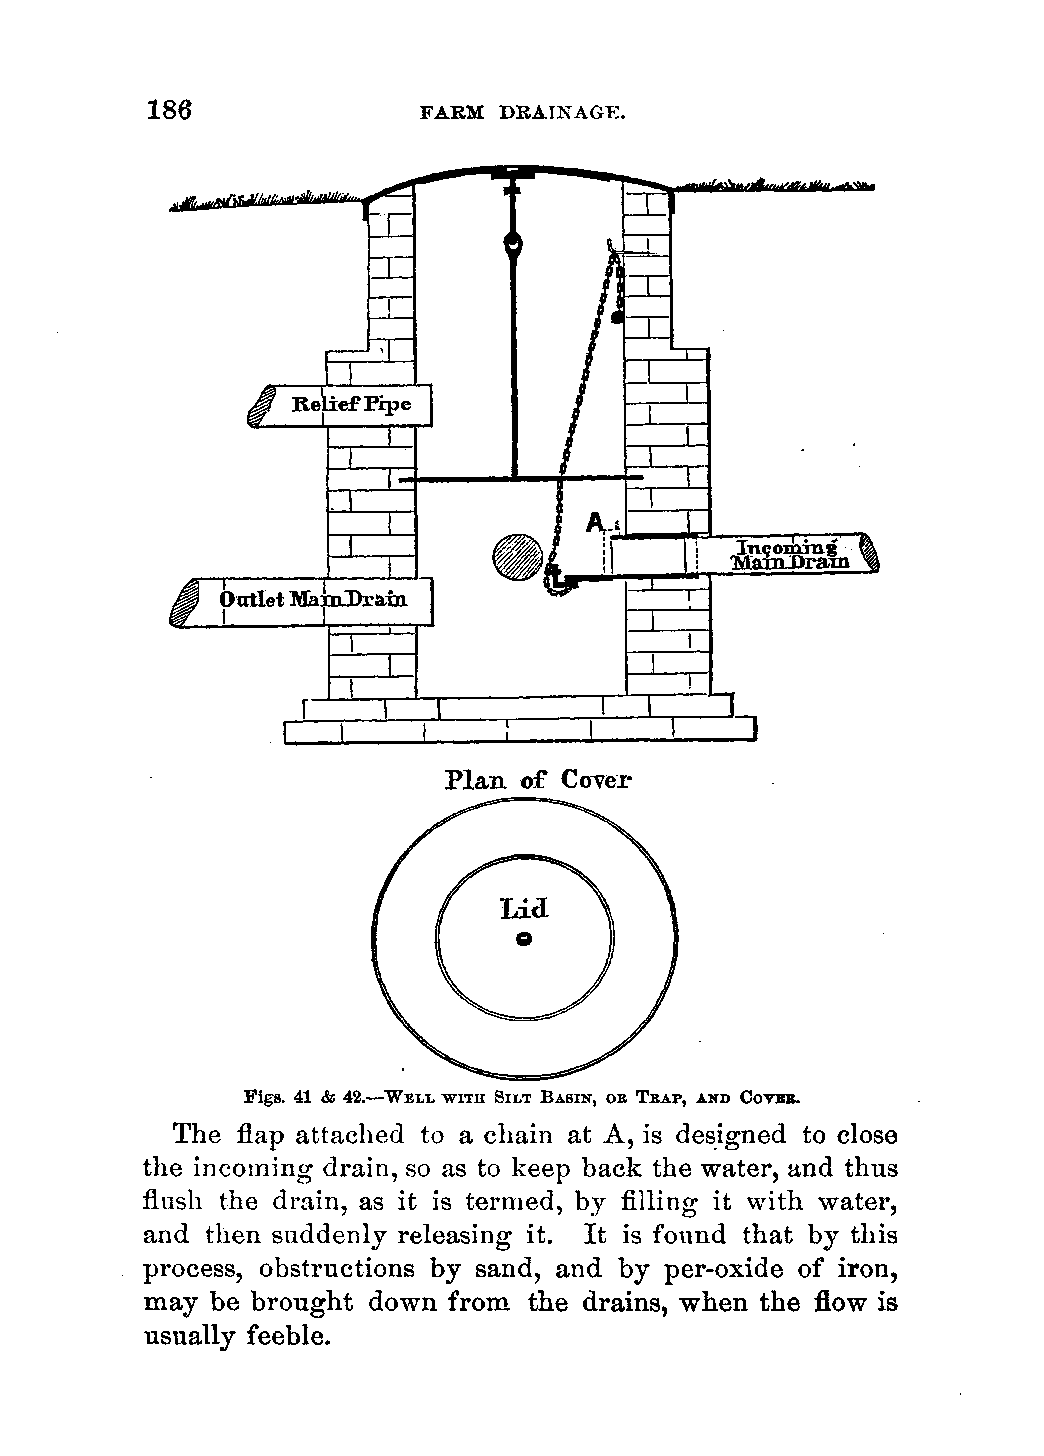 186 FARM DRAINAGE.
Relief Pipe
A
Incoming
Main Drain
Outlet Main Drain
Plan of Cover
Lid
Figs. 41 & 42.—Well with Silt Basin, or Trap, and Cover.
The flap attached to a chain at A, is designed to close
the incoming drain, so as to keep back the water, and thus
flush the drain, as it is termed, by filling it with water,
and then suddenly releasing it. It is found that by this
process, obstructions by sand, and by per-oxide of iron,
may be brought down from the drains, when the flow is
usually feeble.